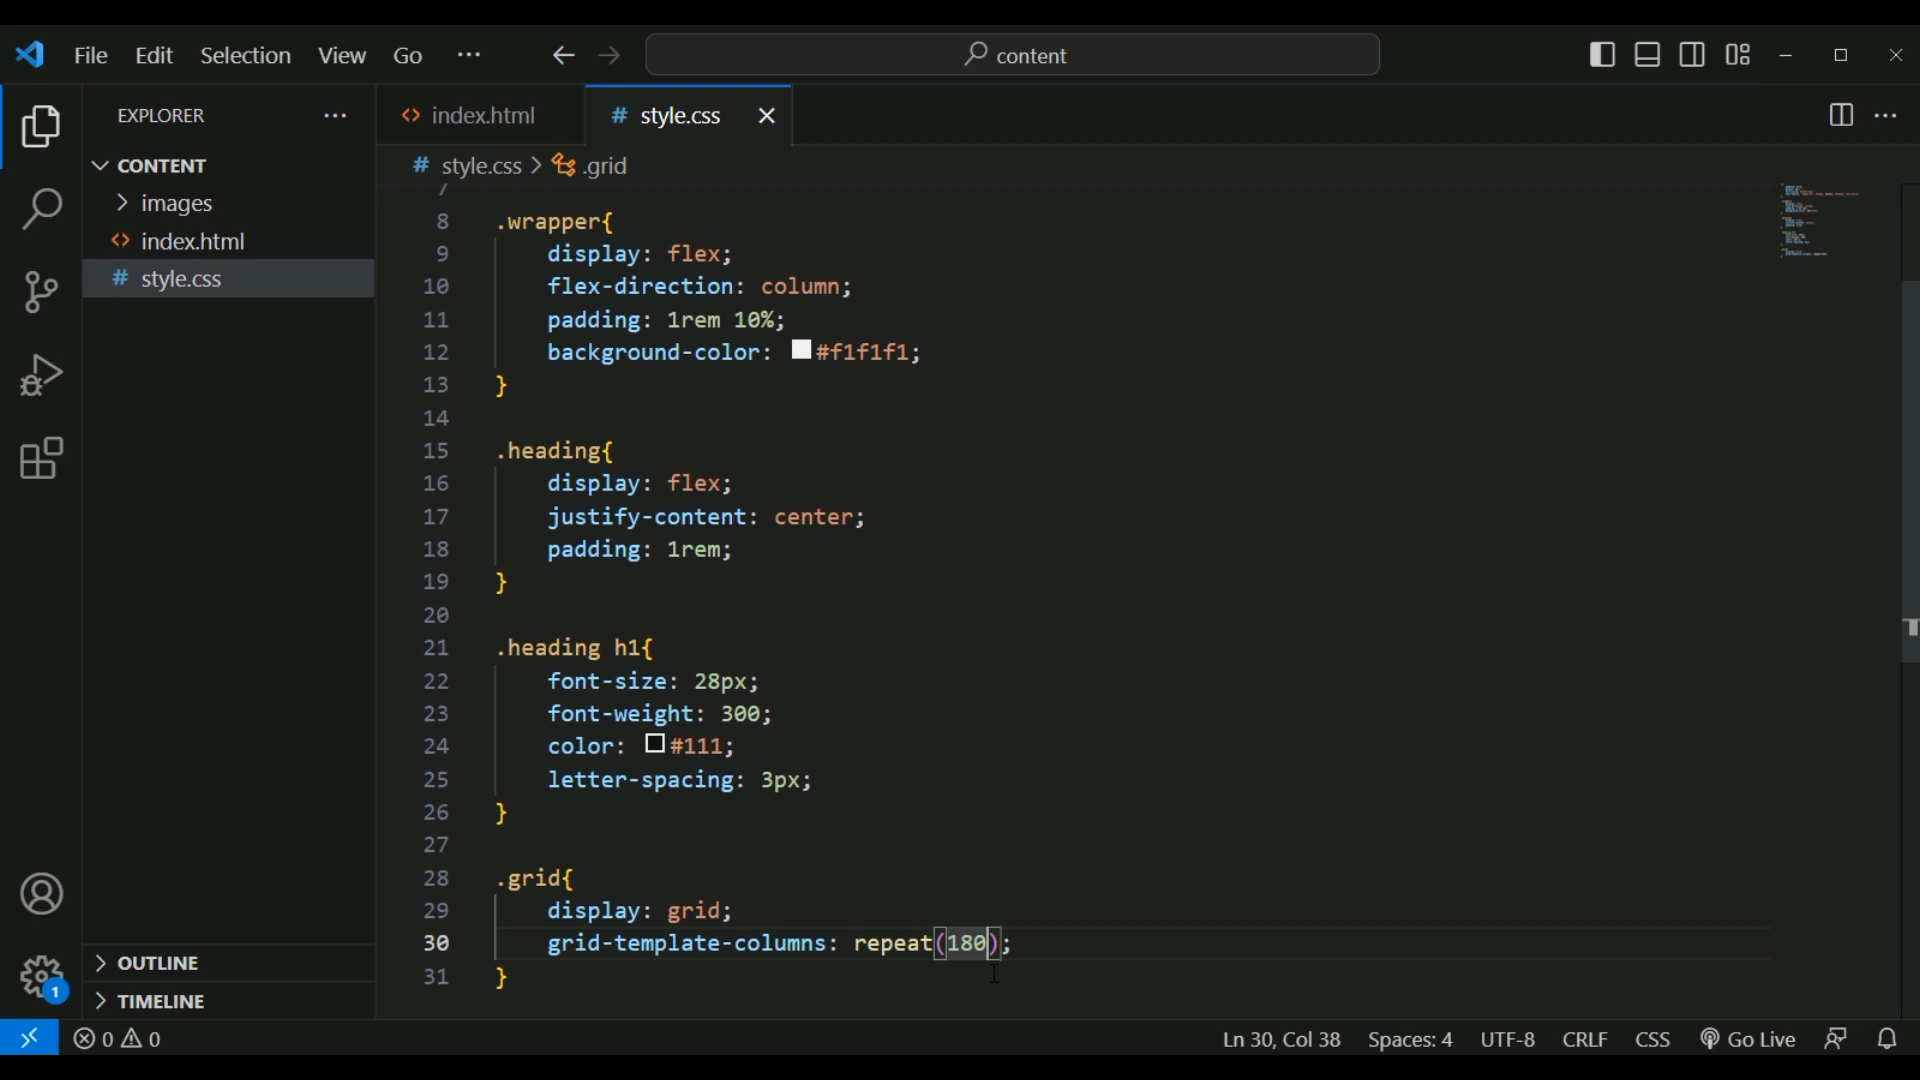 File Edit Selection View Go ··· content
EXPLORER ···
index.html
# style.css
CONTENT
images
index.html
# style.css
OUTLINE
TIMELINE
# style.css > .grid
7
8 .wrapper{
9 display: flex;
10 flex-direction: column;
11 padding: 1rem 10%;
12 background-color: #f1f1f1;
13 }
14
15 .heading{
16 display: flex;
17 justify-content: center;
18 padding: 1rem;
19 }
20
21 .heading h1{
22 font-size: 28px;
23 font-weight: 300;
24 color: #111;
25 letter-spacing: 3px;
26 }
27
28 .grid{
29 display: grid;
30 grid-template-columns: repeat(180);
31 }
1
0 0 Ln 30, Col 38 Spaces: 4 UTF-8 CRLF CSS Go Live